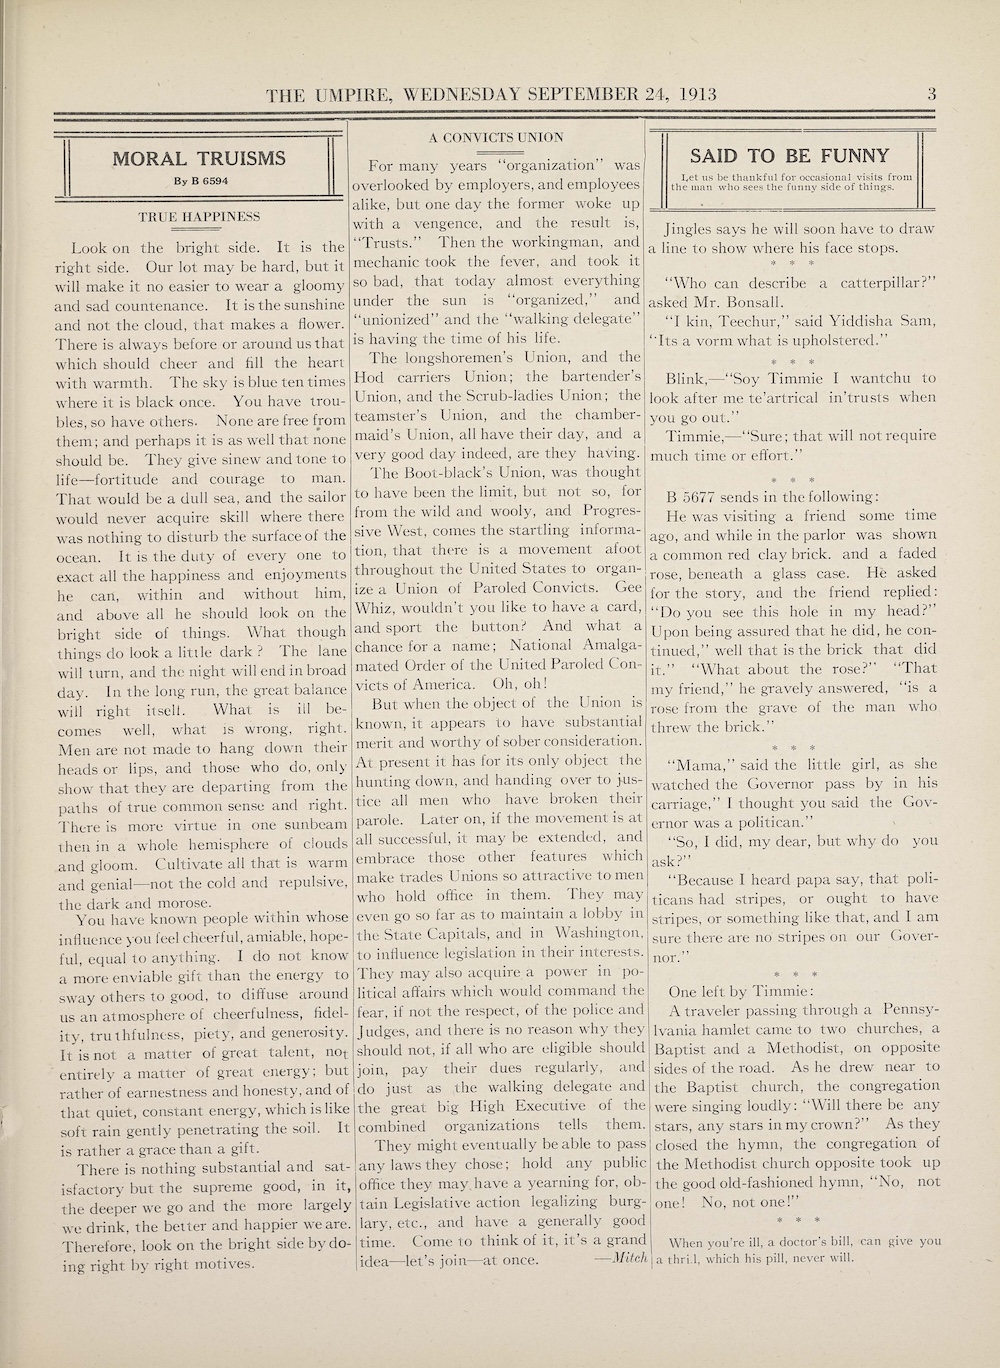 THE UMPIRE, WEDNESDAY SEPTEMBER 24, 1913
3
MORAL TRUISMS
By B 6594
TRUE HAPPINESS
Look on the bright side. It is the
right side. Our lot may be hard, but it
will make it no easier to wear a gloomy
and sad countenance. It is the sunshine
and not the cloud, that makes a flower.
There is always before or around us that
which should cheer and fill the heart
with warmth. The sky is blue ten times
where it is black once. You have trou-
bles, so have others. None are free from
them; and perhaps it is as well that none
should be. They give sinew and tone to
life—fortitude and courage to man.
That would be a dull sea, and the sailor
would never acquire skill where there
was nothing to disturb the surface of the
ocean. It is the duty of every one to
exact all the happiness and enjoyments
he can, within and without him,
and above all he should look on the
bright side of things. What though
things do look a little dark? The lane
will turn, and the night will end in broad
day. In the long run, the great balance
will right itself. What is ill be-
comes well, what is wrong, right.
Men are not made to hang down their
heads or lips, and those who do, only
show that they are departing from the
paths of true common sense and right.
There is more virtue in one sunbeam
then in a whole hemisphere of clouds
and gloom. Cultivate all that is warm
and genial—not the cold and repulsive,
the dark and morose.
You have known people within whose
influence you feel cheerful, amiable, hope-
ful, equal to anything. I do not know
a more enviable gift than the energy to
sway others to good, to diffuse around
us an atmosphere of cheerfulness, fidel-
ity, truthfulness, piety, and generosity.
It is not a matter of great talent, not
entirely a matter of great energy; but
rather of earnestness and honesty, and of
that quiet, constant energy, which is like
soft rain gently penetrating the soil. It
is rather a grace than a gift.
There is nothing substantial and sat-
isfactory but the supreme good, in it,
the deeper we go and the more largely
we drink, the better and happier we are.
Therefore, look on the bright side by do-
ing right by right motives.
A CONVICTS UNION
For many years "organization" was
overlooked by employers, and employees
alike, but one day the former woke up
with a vengence, and the result is,
"Trusts." Then the workingman, and
mechanic took the fever, and took it
so bad, that today almost everything
under the sun is "organized," and
"unionized" and the "walking delegate"
is having the time of his life.
The longshoremen's Union, and the
Hod carriers Union; the bartender's
Union, and the Scrub-ladies Union; the
teamster's Union, and the chamber-
maid's Union, all have their day, and a
very good day indeed, are they having.
The Boot-black's Union, was thought
to have been the limit, but not so, for
from the wild and wooly, and Progres-
sive West, comes the startling informa-
tion, that there is a movement afoot
throughout the United States to organ-
ize a Union of Paroled Convicts. Gee
Whiz, wouldn't you like to have a card,
and sport the button? And what a
chance for a name; National Amalga-
mated Order of the United Paroled Con-
victs of America. Oh, oh!
But when the object of the Union is
known, it appears to have substantial
merit and worthy of sober consideration.
At present it has for its only object the
hunting down, and handing over to jus-
tice all men who have broken their
parole. Later on, if the movement is at
all successful, it may be extended, and
embrace those other features which
make trades Unions so attractive to men
who hold office in them. They may
even go so far as to maintain a lobby in
the State Capitals, and in Washington,
to influence legislation in their interests.
They may also acquire a power in po-
litical affairs which would command the
fear, if not the respect, of the police and
Judges, and there is no reason why they
should not, if all who are eligible should
join, pay their dues regularly, and
do just as the walking delegate and
the great big High Executive of the
combined organizations tells them.
They might eventually be able to pass
any laws they chose; hold any public
office they may have a yearning for, ob-
tain Legislative action legalizing burg-
lary, etc., and have a generally good
time. Come to think of it, it's a grand
idea—let's join—at once. —Mitch
SAID TO BE FUNNY
Let us be thankful for occasional visits from
the man who sees the funny side of things.
Jingles says he will soon have to draw
a line to show where his face stops.
* * *
"Who can describe a catterpillar?"
asked Mr. Bonsall.
"I kin, Teechur," said Yiddisha Sam,
"Its a vorm what is upholstered."
* * *
Blink,—"Soy Timmie I wantchu to
look after me te'artrical in'trusts when
you go out."
Timmie,—"Sure; that will not require
much time or effort."
* * *
B 5677 sends in the following:
He was visiting a friend some time
ago, and while in the parlor was shown
a common red clay brick. and a faded
rose, beneath a glass case. He asked
for the story, and the friend replied:
"Do you see this hole in my head?"
Upon being assured that he did, he con-
tinued," well that is the brick that did
it." "What about the rose?" "That
my friend," he gravely answered, "is a
rose from the grave of the man who
threw the brick."
* * *
"Mama," said the little girl, as she
watched the Governor pass by in his
carriage," I thought you said the Gov-
ernor was a politican."
"So, I did, my dear, but why do you
ask?"
"Because I heard papa say, that poli-
ticans had stripes, or ought to have
stripes, or something like that, and I am
sure there are no stripes on our Gover-
nor."
* * *
One left by Timmie:
A traveler passing through a Pennsy-
lvania hamlet came to two churches, a
Baptist and a Methodist, on opposite
sides of the road. As he drew near to
the Baptist church, the congregation
were singing loudly: "Will there be any
stars, any stars in my crown?" As they
closed the hymn, the congregation of
the Methodist church opposite took up
the good old-fashioned hymn, "No, not
one! No, not one!"
* * *
When you're ill, a doctor's bill, can give you
a thrill, which his pill, never will.